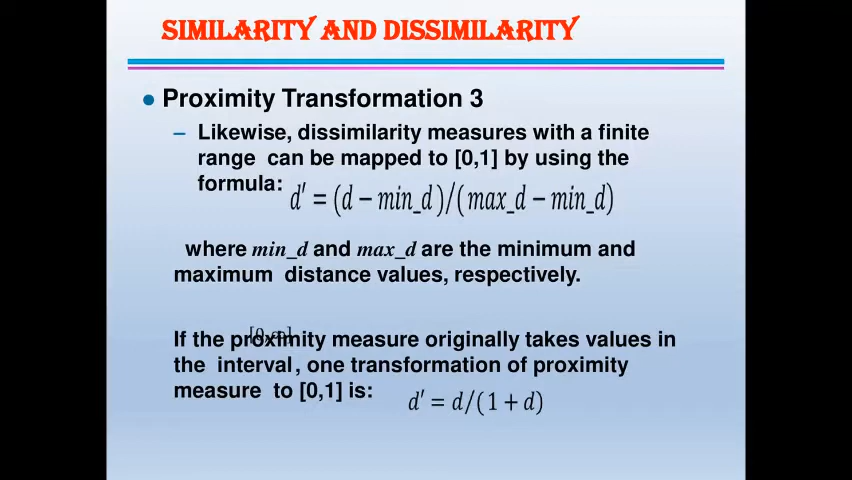 SIMILARITY AND DISSIMILARITY
• Proximity Transformation 3
– Likewise, dissimilarity measures with a finite
range can be mapped to [0,1] by using the
formula: d' = (d − min_d)/(max_d − min_d)
where min_d and max_d are the minimum and
maximum distance values, respectively.
[0,∞]
If the proximity measure originally takes values in
the interval, one transformation of proximity
measure to [0,1] is: d' = d/(1 + d)